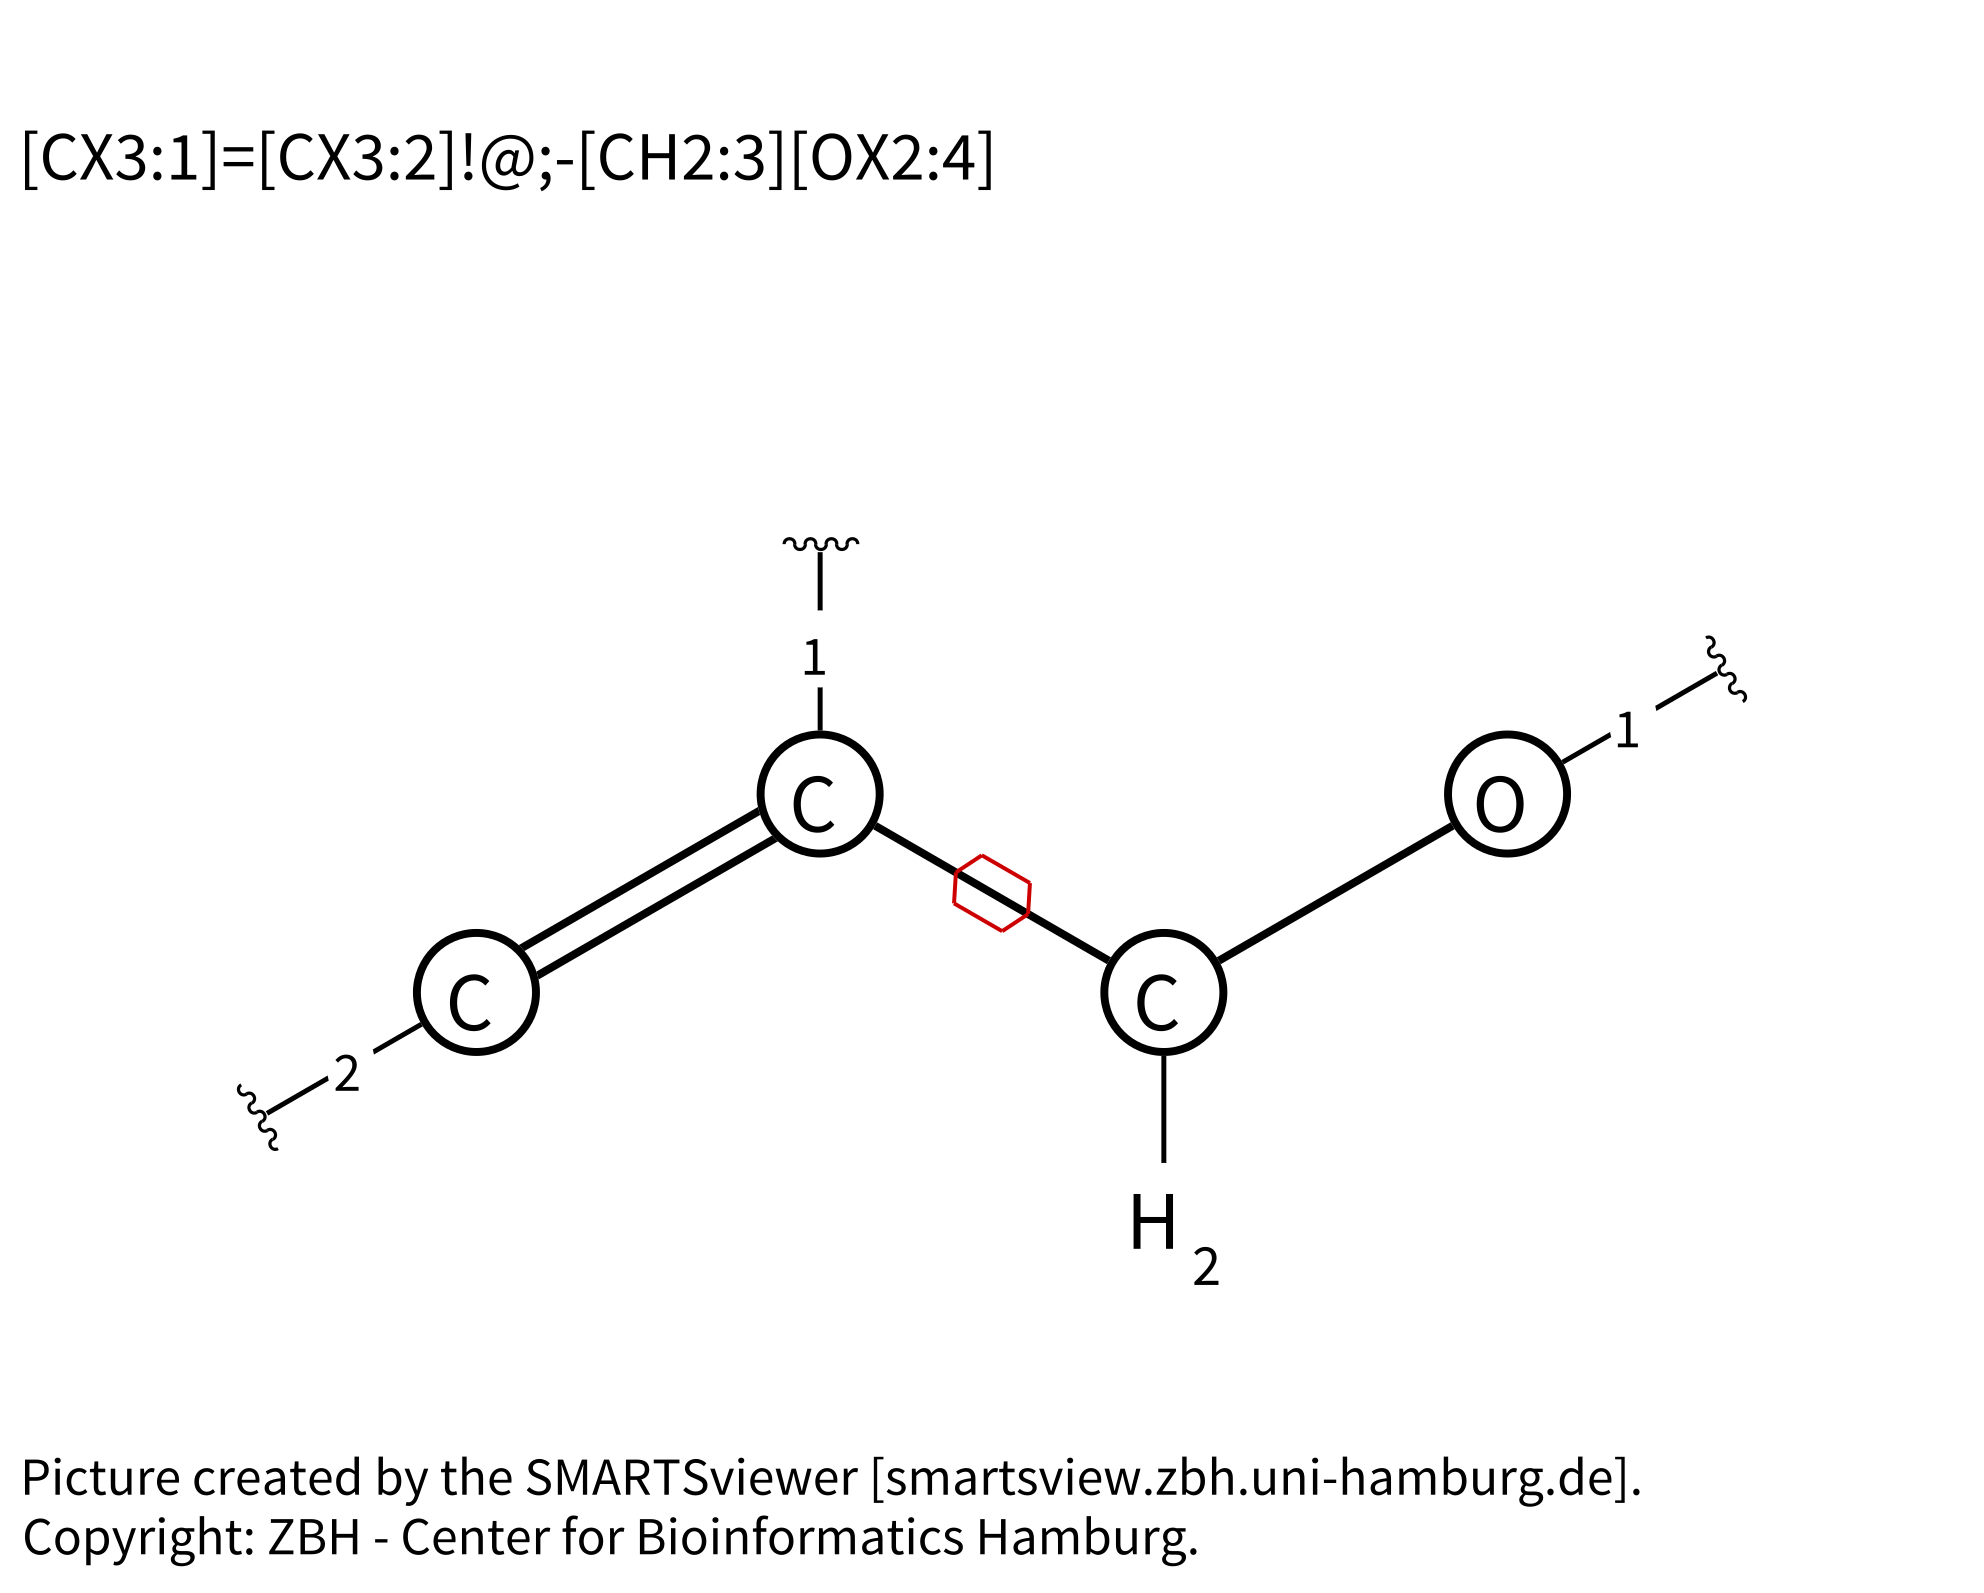 [CX3:1]=[CX3:2]!@;-[CH2:3][OX2:4]
1
1
C
O
C
C
2
H
2
Picture created by the SMARTSviewer [smartsview.zbh.uni-hamburg.de].
Copyright: ZBH - Center for Bioinformatics Hamburg.